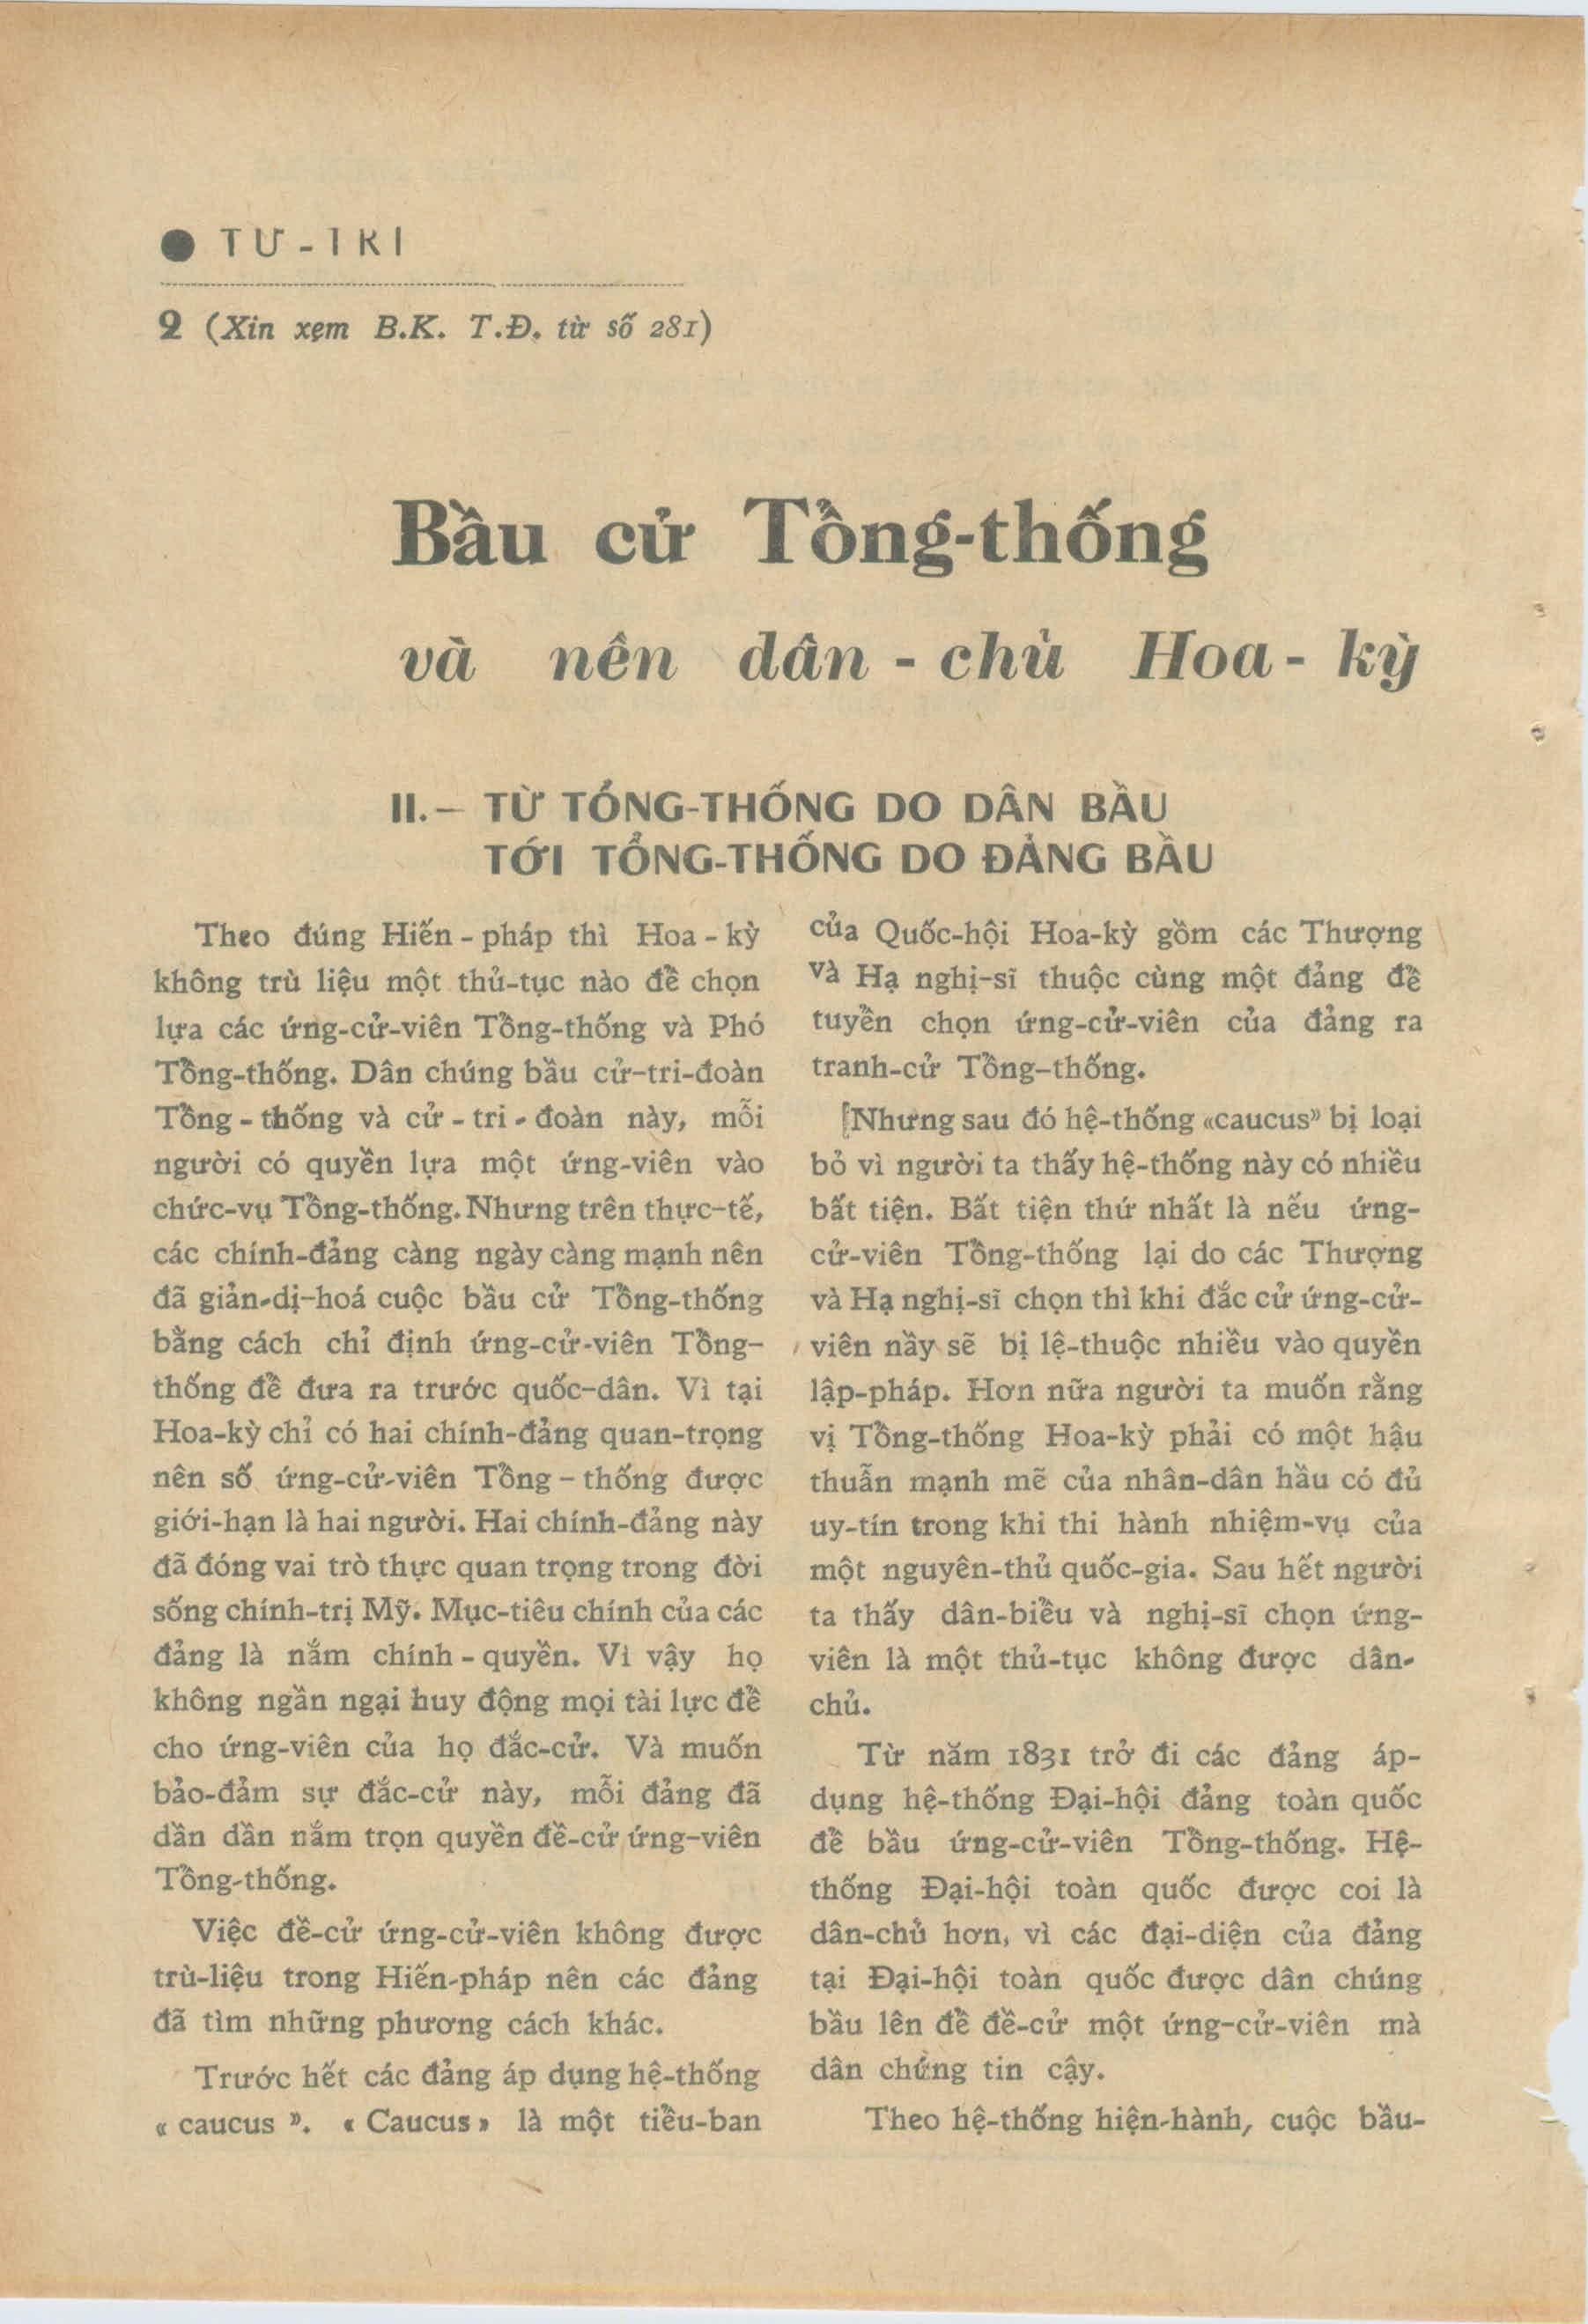 ● TƯ-TRI
2 (Xin xem B.K. T.Đ. từ số 281)
Bầu cử Tổng-thống
và nên dân - chủ Hoa - kỳ
II.— TỪ TỔNG-THỐNG DO DÂN BẦU
TỚI TỔNG-THỐNG DO ĐẢNG BẦU
Theo đúng Hiến - pháp thì Hoa - kỳ
không trù liệu một thủ-tục nào để chọn
lựa các ứng-cử-viên Tổng-thống và Phó
Tổng-thống. Dân chúng bầu cử-tri-đoàn
Tổng - thống và cử - tri - đoàn này, mỗi
người có quyền lựa một ứng-viên vào
chức-vụ Tổng-thống. Nhưng trên thực-tế,
các chính-đảng càng ngày càng mạnh nên
đã giản-dị-hoá cuộc bầu cử Tổng-thống
bằng cách chỉ định ứng-cử-viên Tổng-
thống để đưa ra trước quốc-dân. Vì tại
Hoa-kỳ chỉ có hai chính-đảng quan-trọng
nên số ứng-cử-viên Tổng - thống được
giới-hạn là hai người. Hai chính-đảng này
đã đóng vai trò thực quan trọng trong đời
sống chính-trị Mỹ. Mục-tiêu chính của các
đảng là nắm chính - quyền. Vì vậy họ
không ngần ngại huy động mọi tài lực để
cho ứng-viên của họ đắc-cử. Và muốn
bảo-đảm sự đắc-cử này, mỗi đảng đã
dần dần nắm trọn quyền đề-cử ứng-viên
Tổng-thống.
Việc đề-cử ứng-cử-viên không được
trù-liệu trong Hiến-pháp nên các đảng
đã tìm những phương cách khác.
Trước hết các đảng áp dụng hệ-thống
« caucus ». « Caucus» là một tiểu-ban
của Quốc-hội Hoa-kỳ gồm các Thượng
và Hạ nghị-sĩ thuộc cùng một đảng để
tuyển chọn ứng-cử-viên của đảng ra
tranh-cử Tổng-thống.
[Nhưng sau đó hệ-thống «caucus» bị loại
bỏ vì người ta thấy hệ-thống này có nhiều
bất tiện. Bất tiện thứ nhất là nếu ứng-
cử-viên Tổng-thống lại do các Thượng
và Hạ nghị-sĩ chọn thì khi đắc cử ứng-cử-
viên nầy sẽ bị lệ-thuộc nhiều vào quyền
lập-pháp. Hơn nữa người ta muốn rằng
vị Tổng-thống Hoa-kỳ phải có một hậu
thuẫn mạnh mẽ của nhân-dân hầu có đủ
uy-tín trong khi thi hành nhiệm-vụ của
một nguyên-thủ quốc-gia. Sau hết người
ta thấy dân-biểu và nghị-sĩ chọn ứng-
viên là một thủ-tục không được dân-
chủ.
Từ năm 1831 trở đi các đảng áp-
dụng hệ-thống Đại-hội đảng toàn quốc
để bầu ứng-cử-viên Tổng-thống. Hệ-
thống Đại-hội toàn quốc được coi là
dân-chủ hơn, vì các đại-diện của đảng
tại Đại-hội toàn quốc được dân chúng
bầu lên để đề-cử một ứng-cử-viên mà
dân chúng tin cậy.
Theo hệ-thống hiện-hành, cuộc bầu-